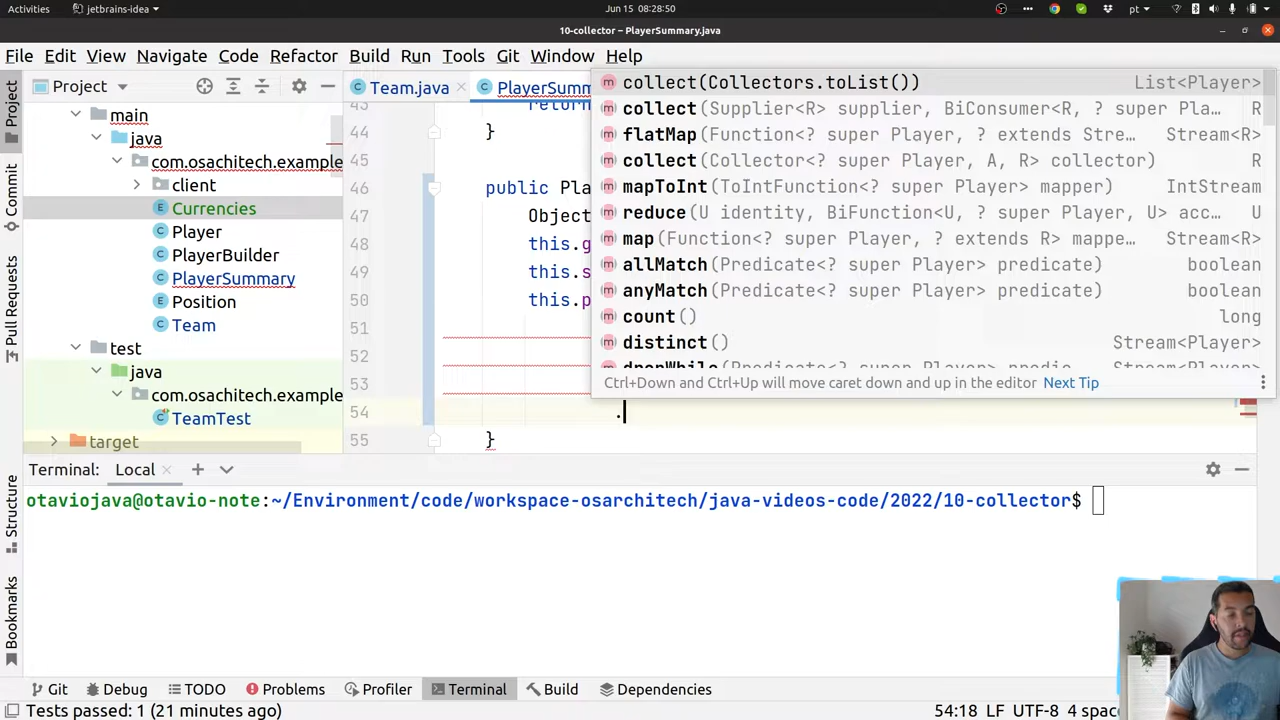 Activities jetbrains-idea Jun 15 08:28:50 pt
10-collector – PlayerSummary.java
File Edit View Navigate Code Refactor Build Run Tools Git Window Help
Project Team.java PlayerSumm
Project
Commit
Pull Requests
Structure
Bookmarks
main
java
com.osachitech.example
client
Currencies
Player
PlayerBuilder
PlayerSummary
Position
Team
test
java
com.osachitech.example
TeamTest
target
43 return
44 }
45
46 public Pla
47 Object
48 this.g
49 this.s
50 this.p
51
52
53
54 .
55 }
collect(Collectors.toList()) List<Player>
collect(Supplier<R> supplier, BiConsumer<R, ? super Pla… R
flatMap(Function<? super Player, ? extends Stre… Stream<R>
collect(Collector<? super Player, A, R> collector) R
mapToInt(ToIntFunction<? super Player> mapper) IntStream
reduce(U identity, BiFunction<U, ? super Player, U> acc… U
map(Function<? super Player, ? extends R> mappe… Stream<R>
allMatch(Predicate<? super Player> predicate) boolean
anyMatch(Predicate<? super Player> predicate) boolean
count() long
distinct() Stream<Player>
Ctrl+Down and Ctrl+Up will move caret down and up in the editor Next Tip
Terminal: Local
otaviojava@otavio-note:~/Environment/code/workspace-osarchitech/java-videos-code/2022/10-collector$
Git Debug TODO Problems Profiler Terminal Build Dependencies
Tests passed: 1 (21 minutes ago) 54:18 LF UTF-8 4 spac